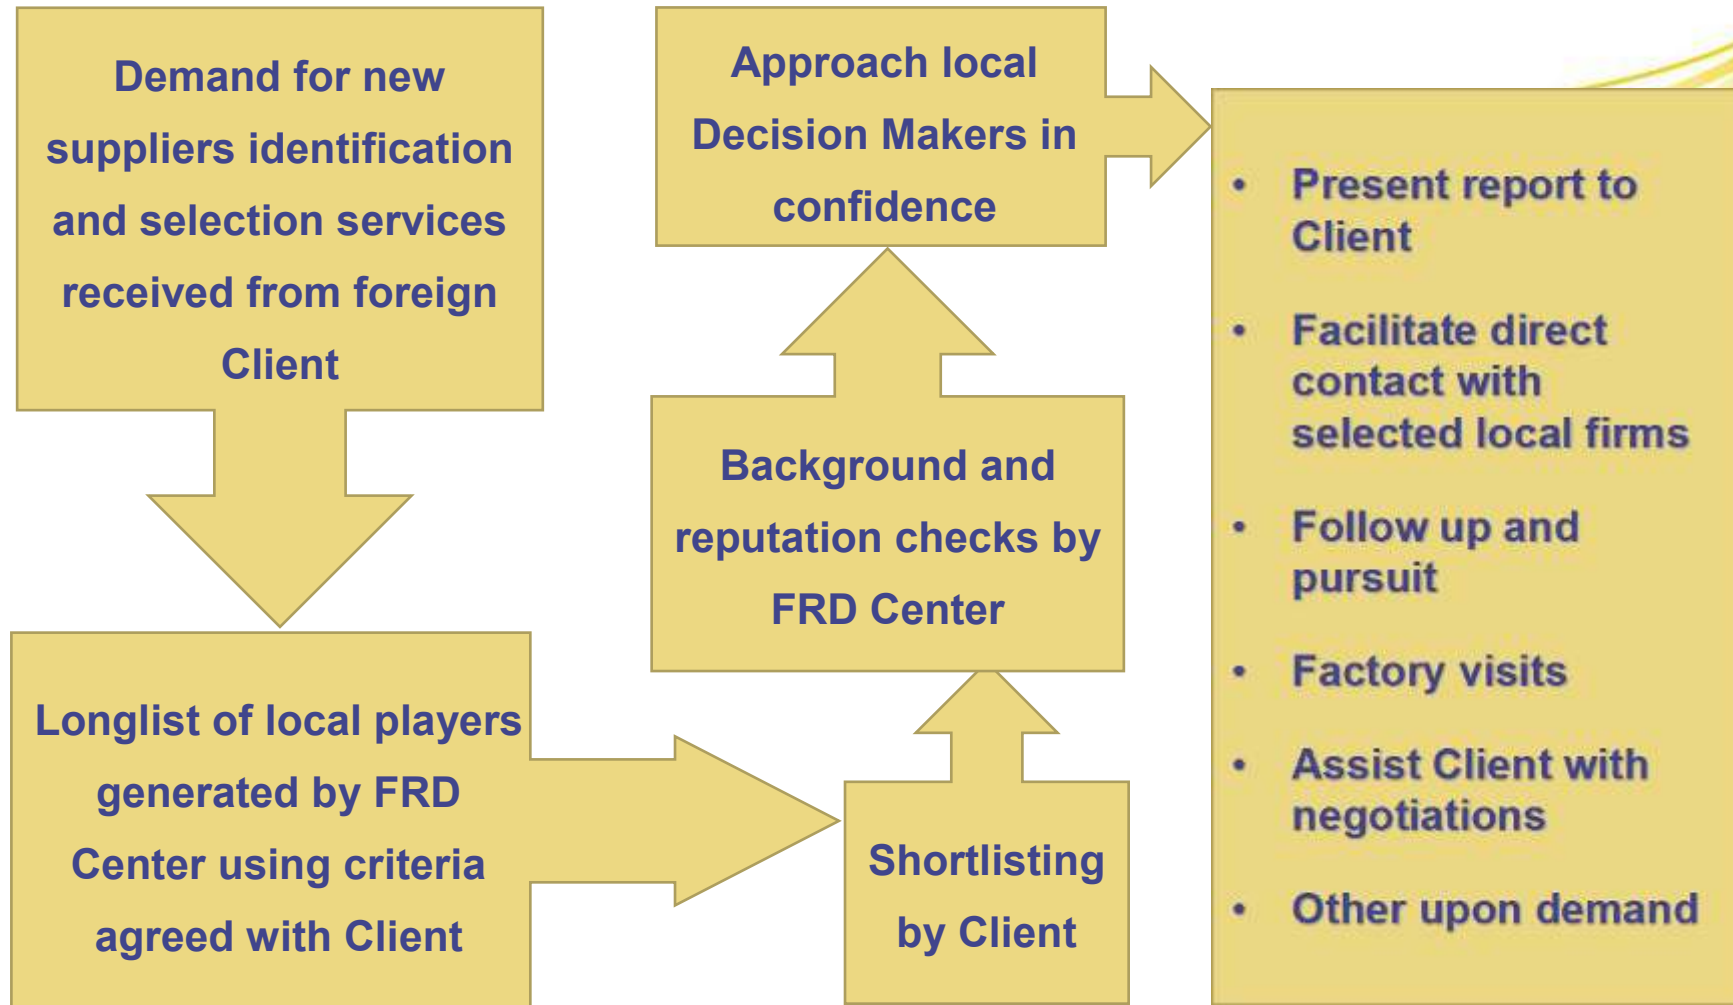 Demand for new
suppliers identification
and selection services
received from foreign
Client
Longlist of local players
generated by FRD
Center using criteria
agreed with Client
Shortlisting
by Client
Background and
reputation checks by
FRD Center
Approach local
Decision Makers in
confidence
• Present report to
Client
• Facilitate direct
contact with
selected local firms
• Follow up and
pursuit
• Factory visits
• Assist Client with
negotiations
• Other upon demand